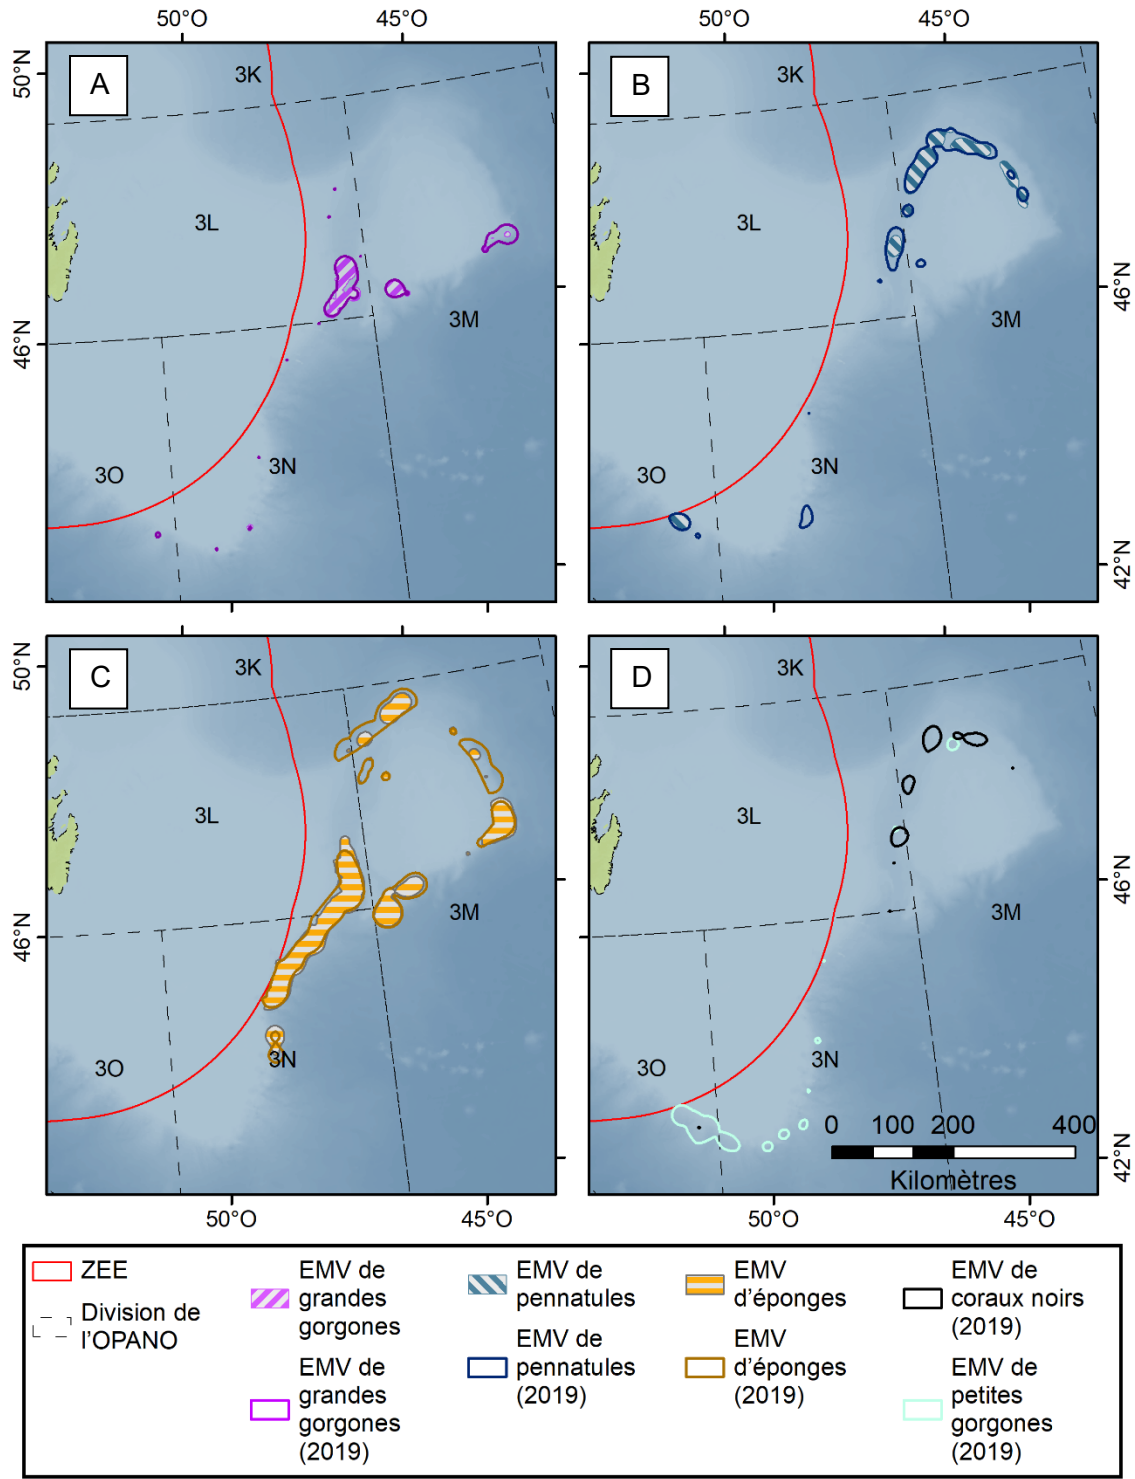 50°O
45°O
50°O
45°O
50°N
A
3K
3L
3M
46°N
3O
3N
B
3K
3L
46°N
3M
3O
3N
42°N
50°N
C
3K
3L
3M
46°N
3O
3N
D
3K
3L
46°N
3M
3O
3N
0 100 200 400
Kilomètres
42°N
50°O
45°O
50°O
45°O
ZEE
Division de
l'OPANO
EMV de
grandes
gorgones
EMV de
grandes
gorgones
(2019)
EMV de
pennatules
EMV de
pennatules
(2019)
EMV
d'éponges
EMV
d'éponges
(2019)
EMV de
coraux noirs
(2019)
EMV de
petites
gorgones
(2019)